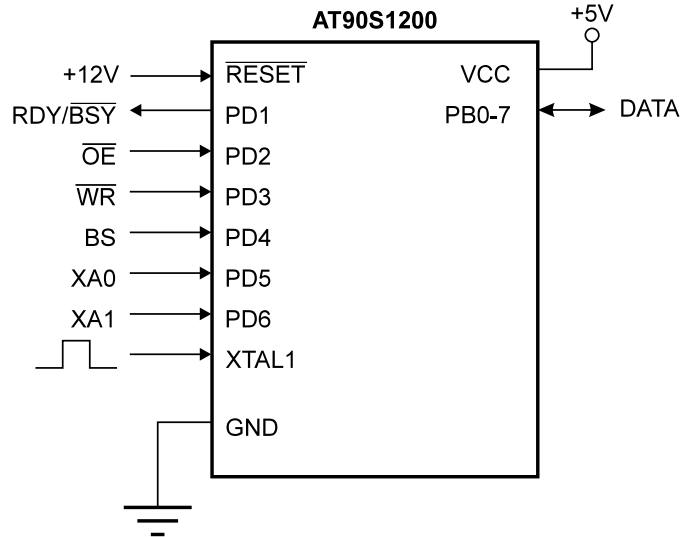 AT90S1200
+5V
+12V RESET VCC
RDY/BSY PD1 PB0-7 DATA
OE PD2
WR PD3
BS PD4
XA0 PD5
XA1 PD6
XTAL1
GND